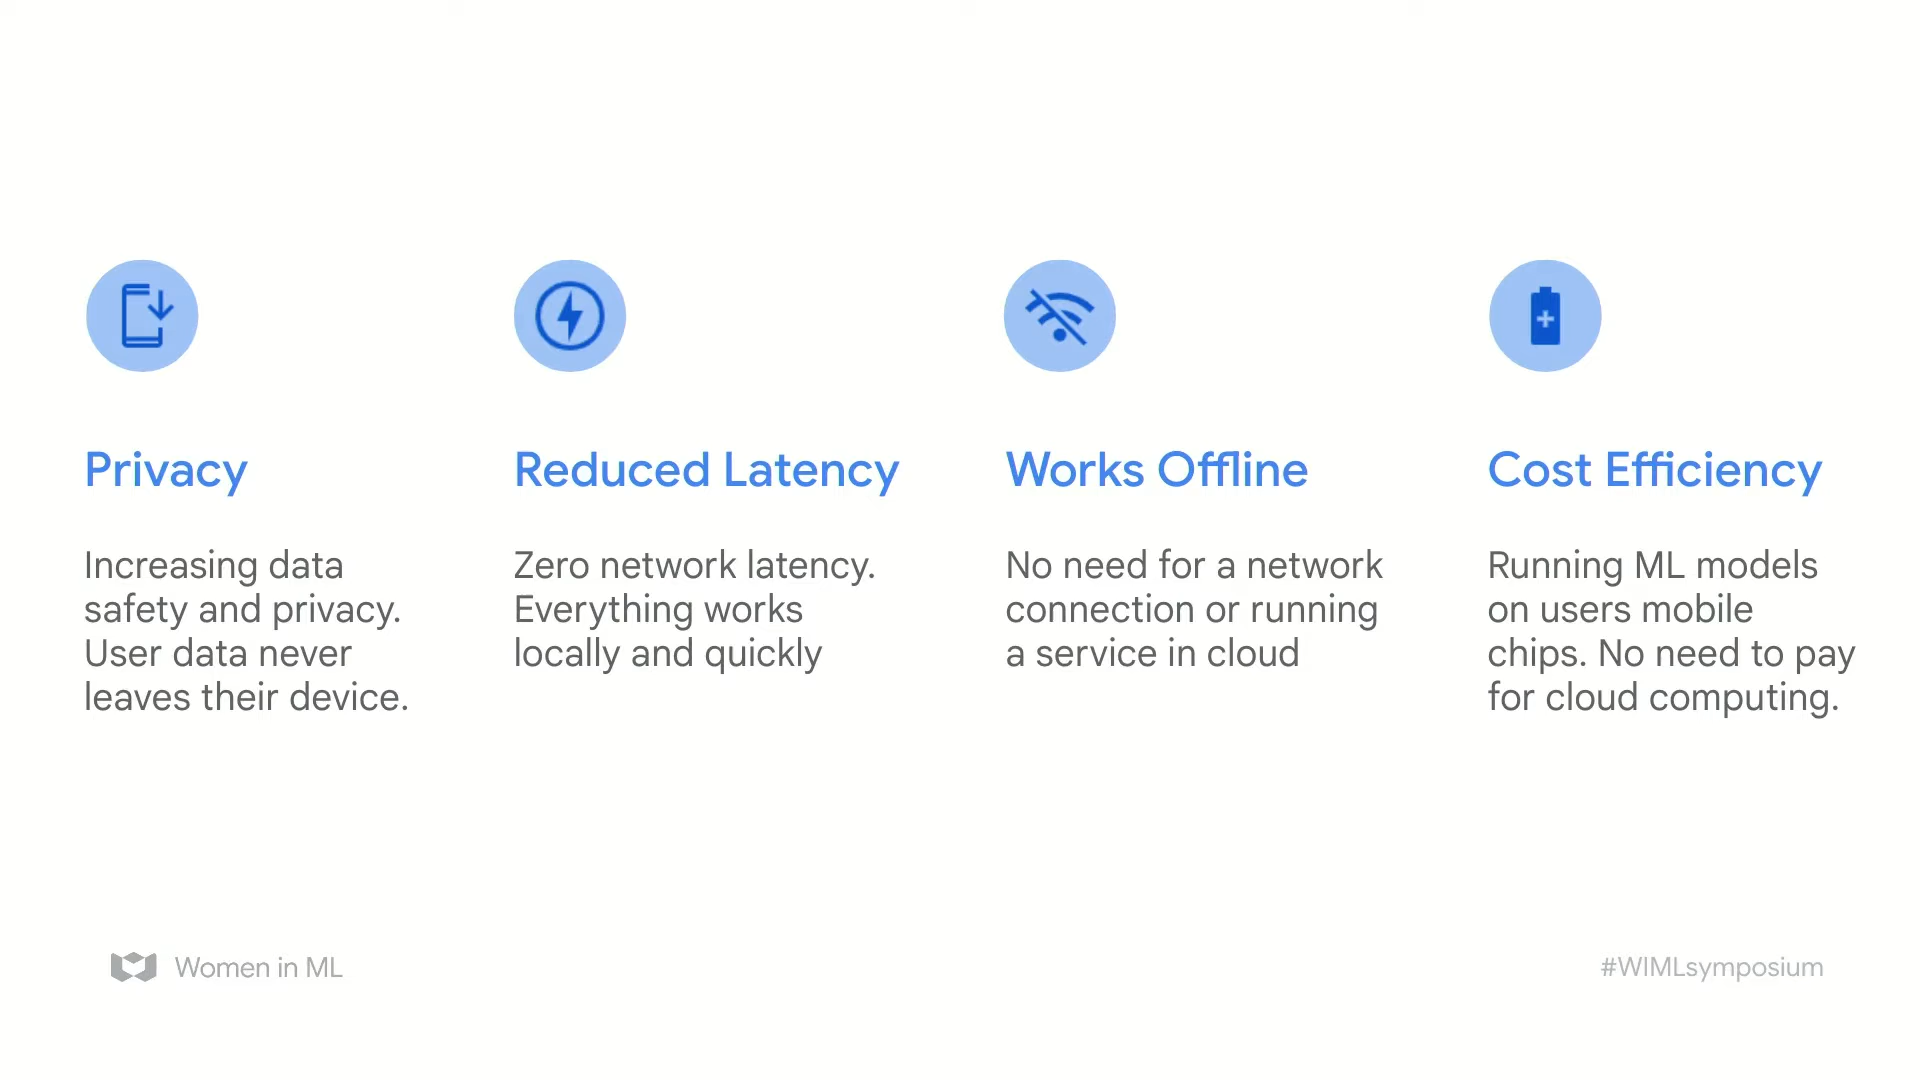 Privacy
Increasing data
safety and privacy.
User data never
leaves their device.
Reduced Latency
Zero network latency.
Everything works
locally and quickly
Works Offline
No need for a network
connection or running
a service in cloud
Cost Efficiency
Running ML models
on users mobile
chips. No need to pay
for cloud computing.
Women in ML
#WIMLsymposium